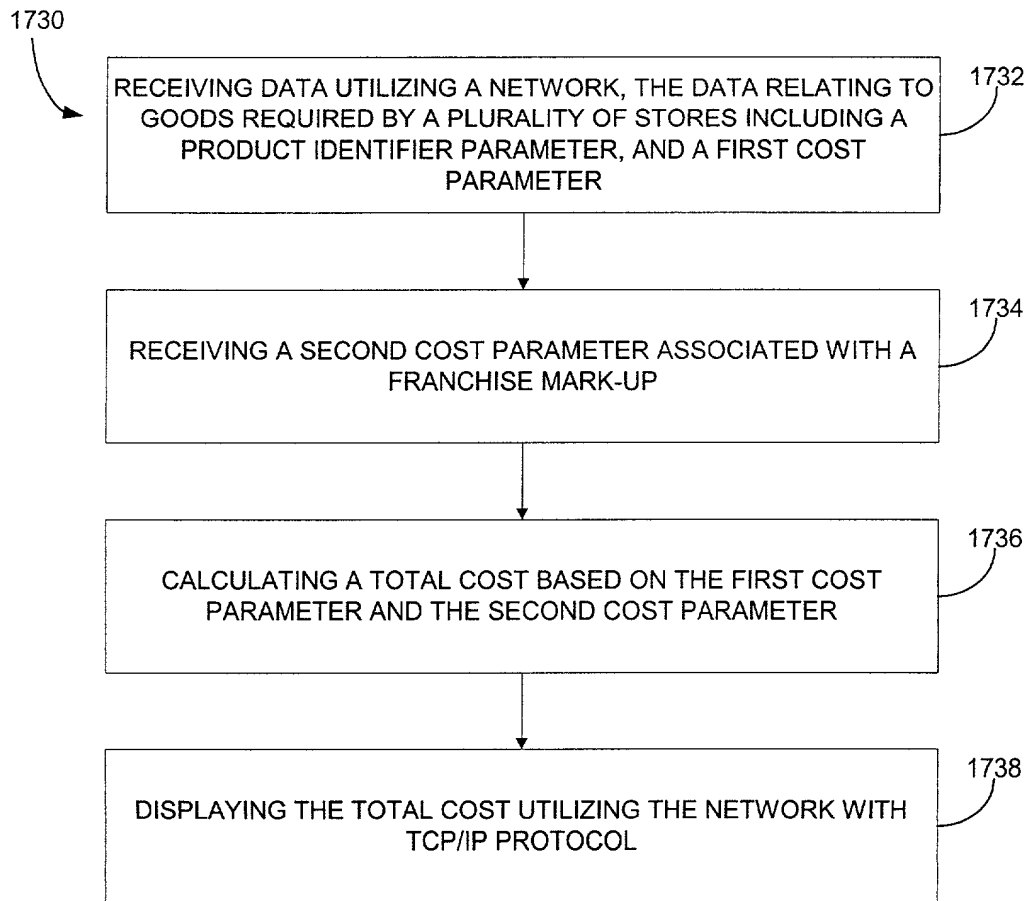 1730
1732
RECEIVING DATA UTILIZING A NETWORK, THE DATA RELATING TO
GOODS REQUIRED BY A PLURALITY OF STORES INCLUDING A
PRODUCT IDENTIFIER PARAMETER, AND A FIRST COST
PARAMETER
1734
RECEIVING A SECOND COST PARAMETER ASSOCIATED WITH A
FRANCHISE MARK-UP
1736
CALCULATING A TOTAL COST BASED ON THE FIRST COST
PARAMETER AND THE SECOND COST PARAMETER
1738
DISPLAYING THE TOTAL COST UTILIZING THE NETWORK WITH
TCP/IP PROTOCOL